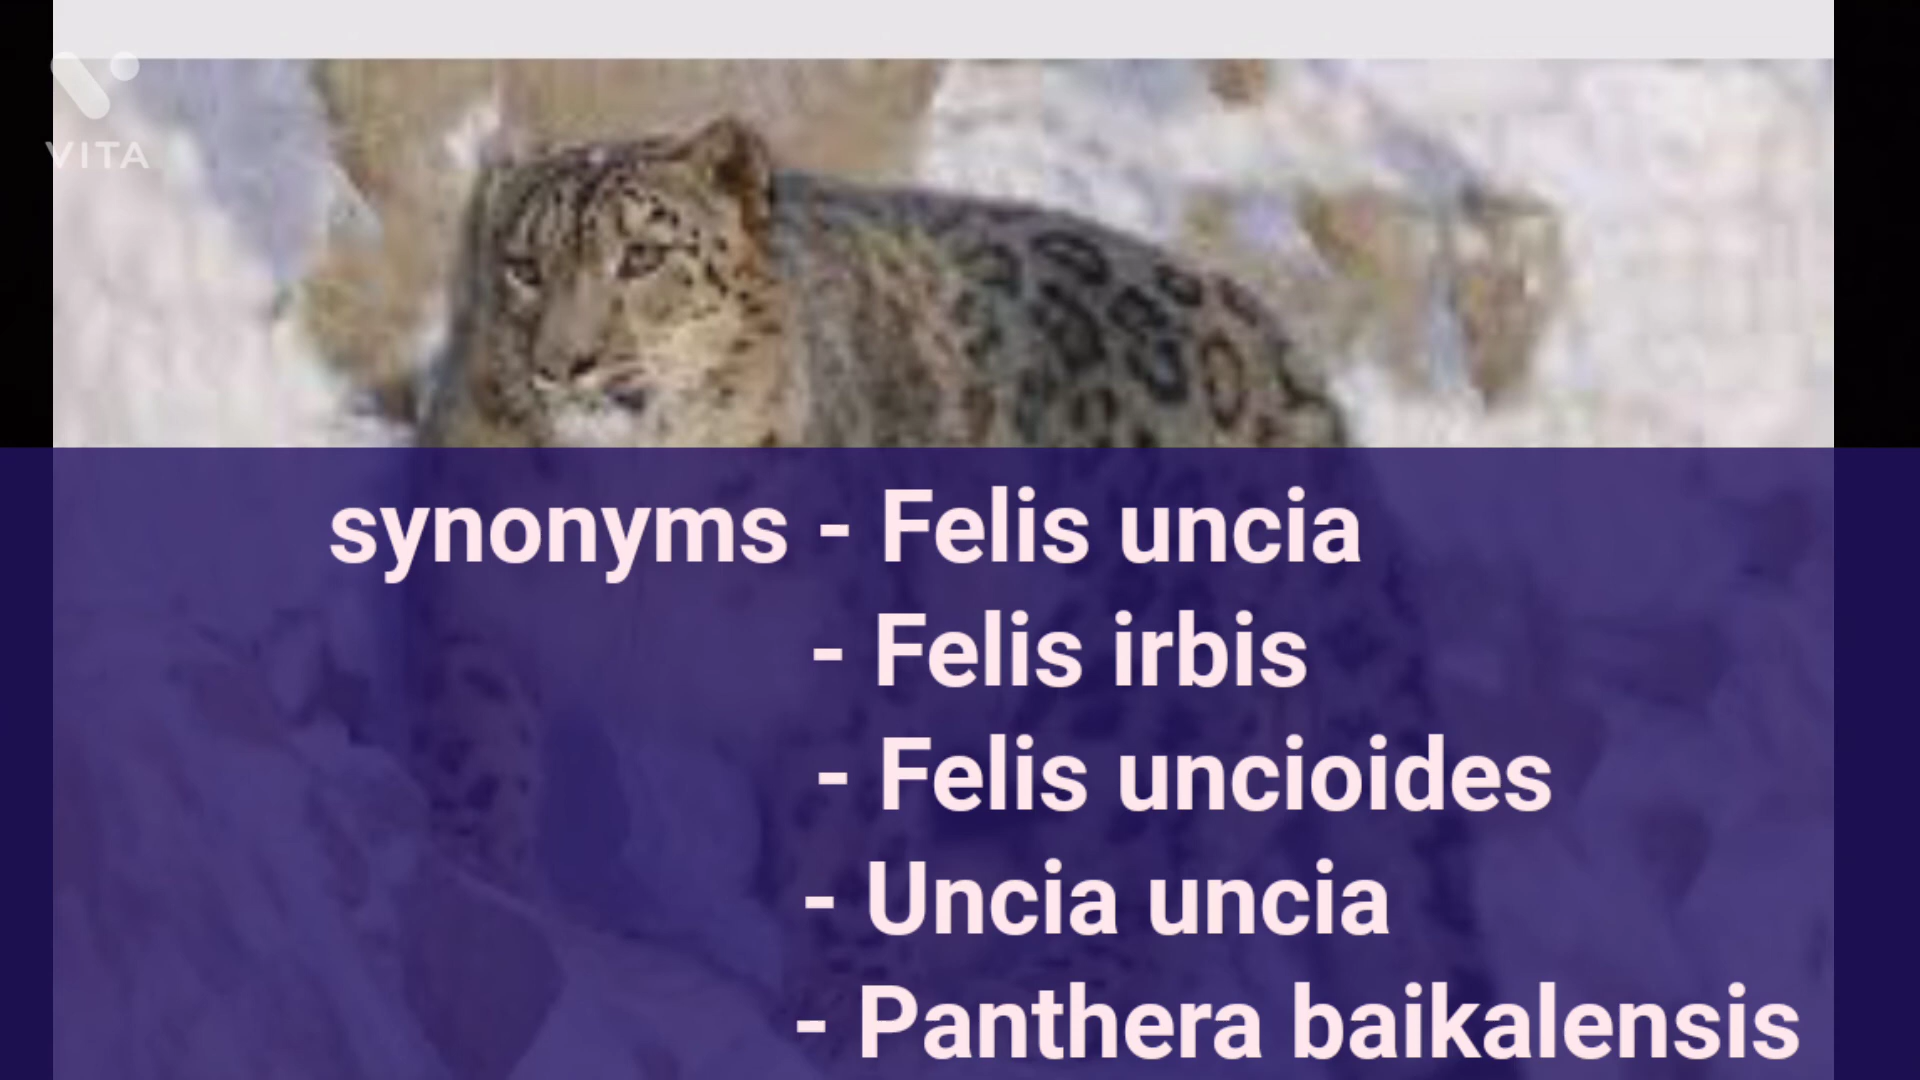 VITA
synonyms - Felis uncia
- Felis irbis
- Felis uncioides
- Uncia uncia
- Panthera baikalensis